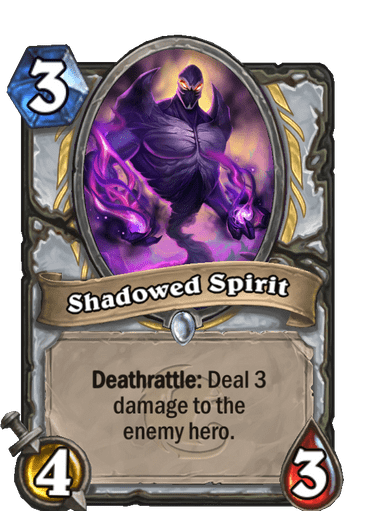 3
Shadowed Spirit
Deathrattle: Deal 3
damage to the
enemy hero.
4
3